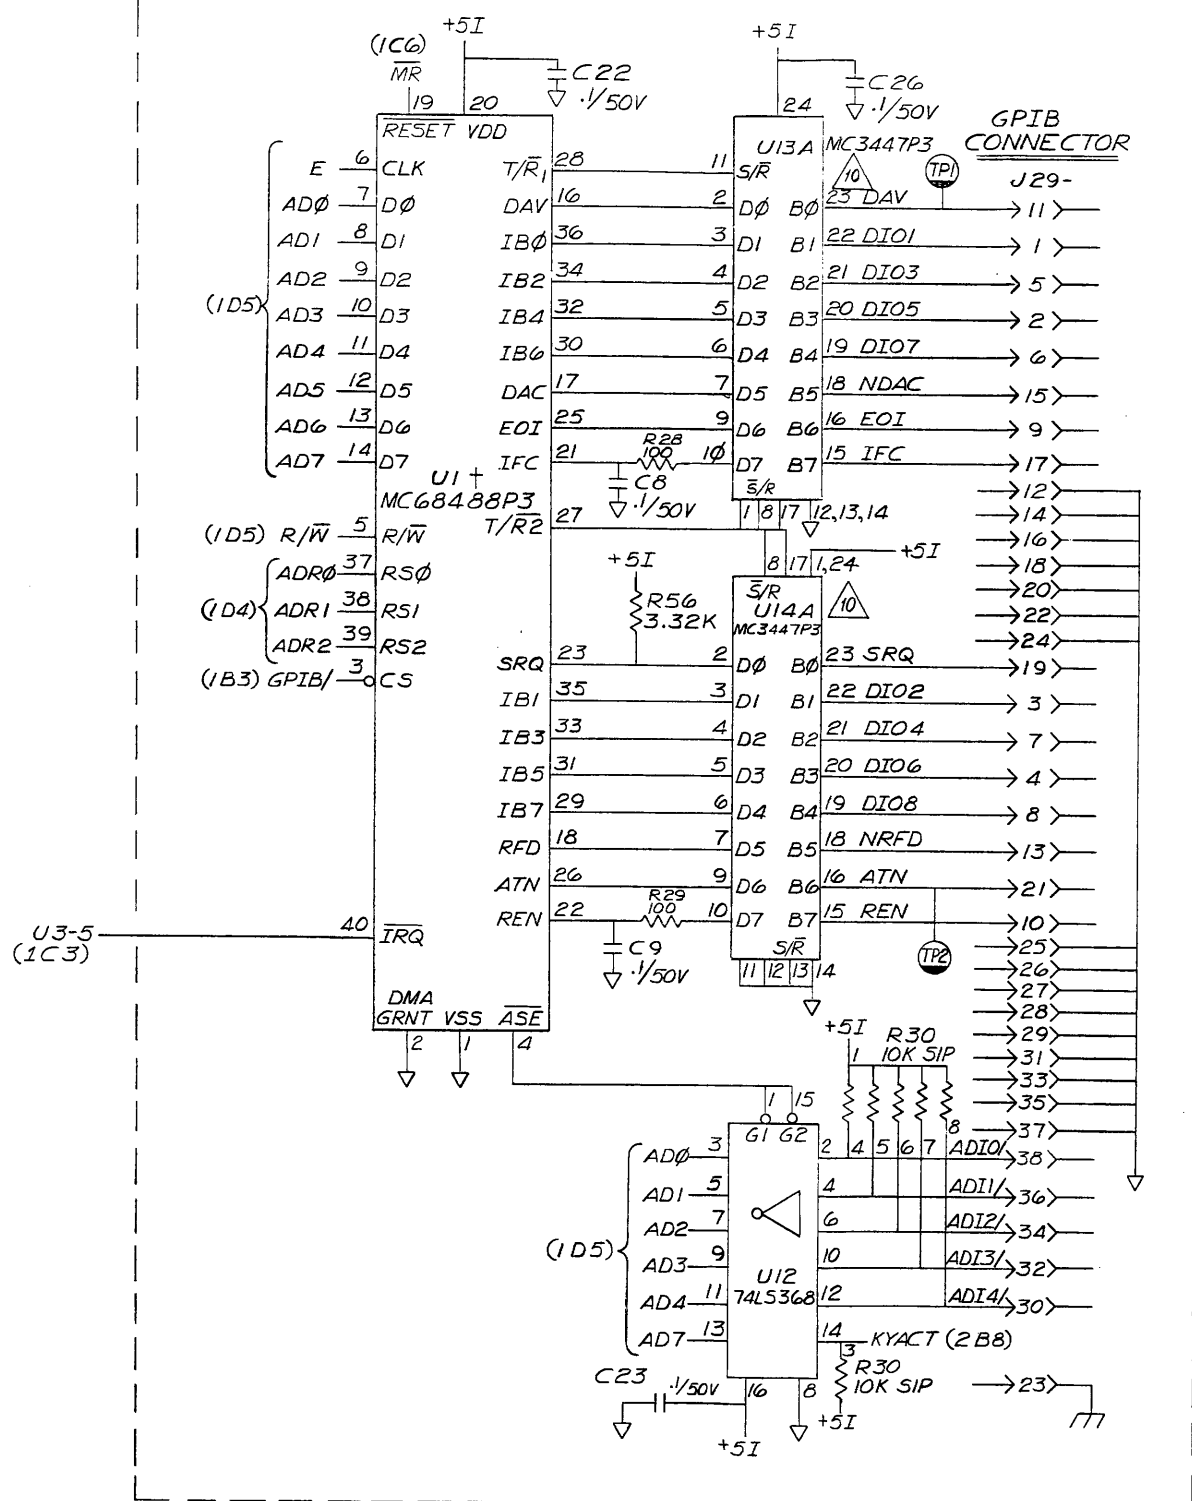 +5I
+5I
(1C6)
MR
C22
.1/50V
C26
.1/50V
19 20 24
GPIB
CONNECTOR
J29-
RESET VDD
U13A MC3447P3
10
TP1
E 6 CLK T/R1 28 11 S/R
ADØ 7 DØ DAV 16 2 DØ BØ 23 DAV 11
AD1 8 D1 IBØ 36 3 D1 B1 22 DIO1 1
AD2 9 D2 IB2 34 4 D2 B2 21 DIO3 5
(1D5)
AD3 10 D3 IB4 32 5 D3 B3 20 DIO5 2
AD4 11 D4 IB6 30 6 D4 B4 19 DIO7 6
AD5 12 D5 DAC 17 7 D5 B5 18 NDAC 15
AD6 13 D6 EOI 25 9 D6 B6 16 EOI 9
AD7 14 D7 IFC 21 R28 100 1Ø D7 B7 15 IFC 17
U1 +
MC68488P3
C8
.1/50V
S/R
1 8 17 12,13,14
12
14
16
18
20
22
24
(1D5) R/W 5 R/W T/R2 27
+5I
8 17 1,24 +5I
(1D4)
ADRØ 37 RSØ
ADR1 38 RS1
ADR2 39 RS2
R56
3.32K
S/R
U14A
MC3447P3
10
(1B3) GPIB/ 3 CS
SRQ 23 2 DØ BØ 23 SRQ 19
IB1 35 3 D1 B1 22 DIO2 3
IB3 33 4 D2 B2 21 DIO4 7
IB5 31 5 D3 B3 20 DIO6 4
IB7 29 6 D4 B4 19 DIO8 8
RFD 18 7 D5 B5 18 NRFD 13
ATN 26 9 D6 B6 16 ATN 21
REN 22 R29 100 10 D7 B7 15 REN 10
U3-5
(1C3)
40 IRQ
C9
.1/50V
S/R
11 12 13 14
TP2
25
26
27
28
29
31
33
35
37
DMA
GRNT VSS ASE
2 1 4
+5I
R30
10K SIP
1
1 15
G1 G2
8
(1D5)
ADØ 3 2 4 5 6 7 ADI0/ 38
AD1 5 4 ADI1/ 36
AD2 7 6 ADI2/ 34
AD3 9 10 ADI3/ 32
AD4 11 12 ADI4/ 30
U12
74LS368
AD7 13 14 KYACT (2B8)
3
R30
10K SIP
+5I
23
C23
.1/50V
16 8
+5I